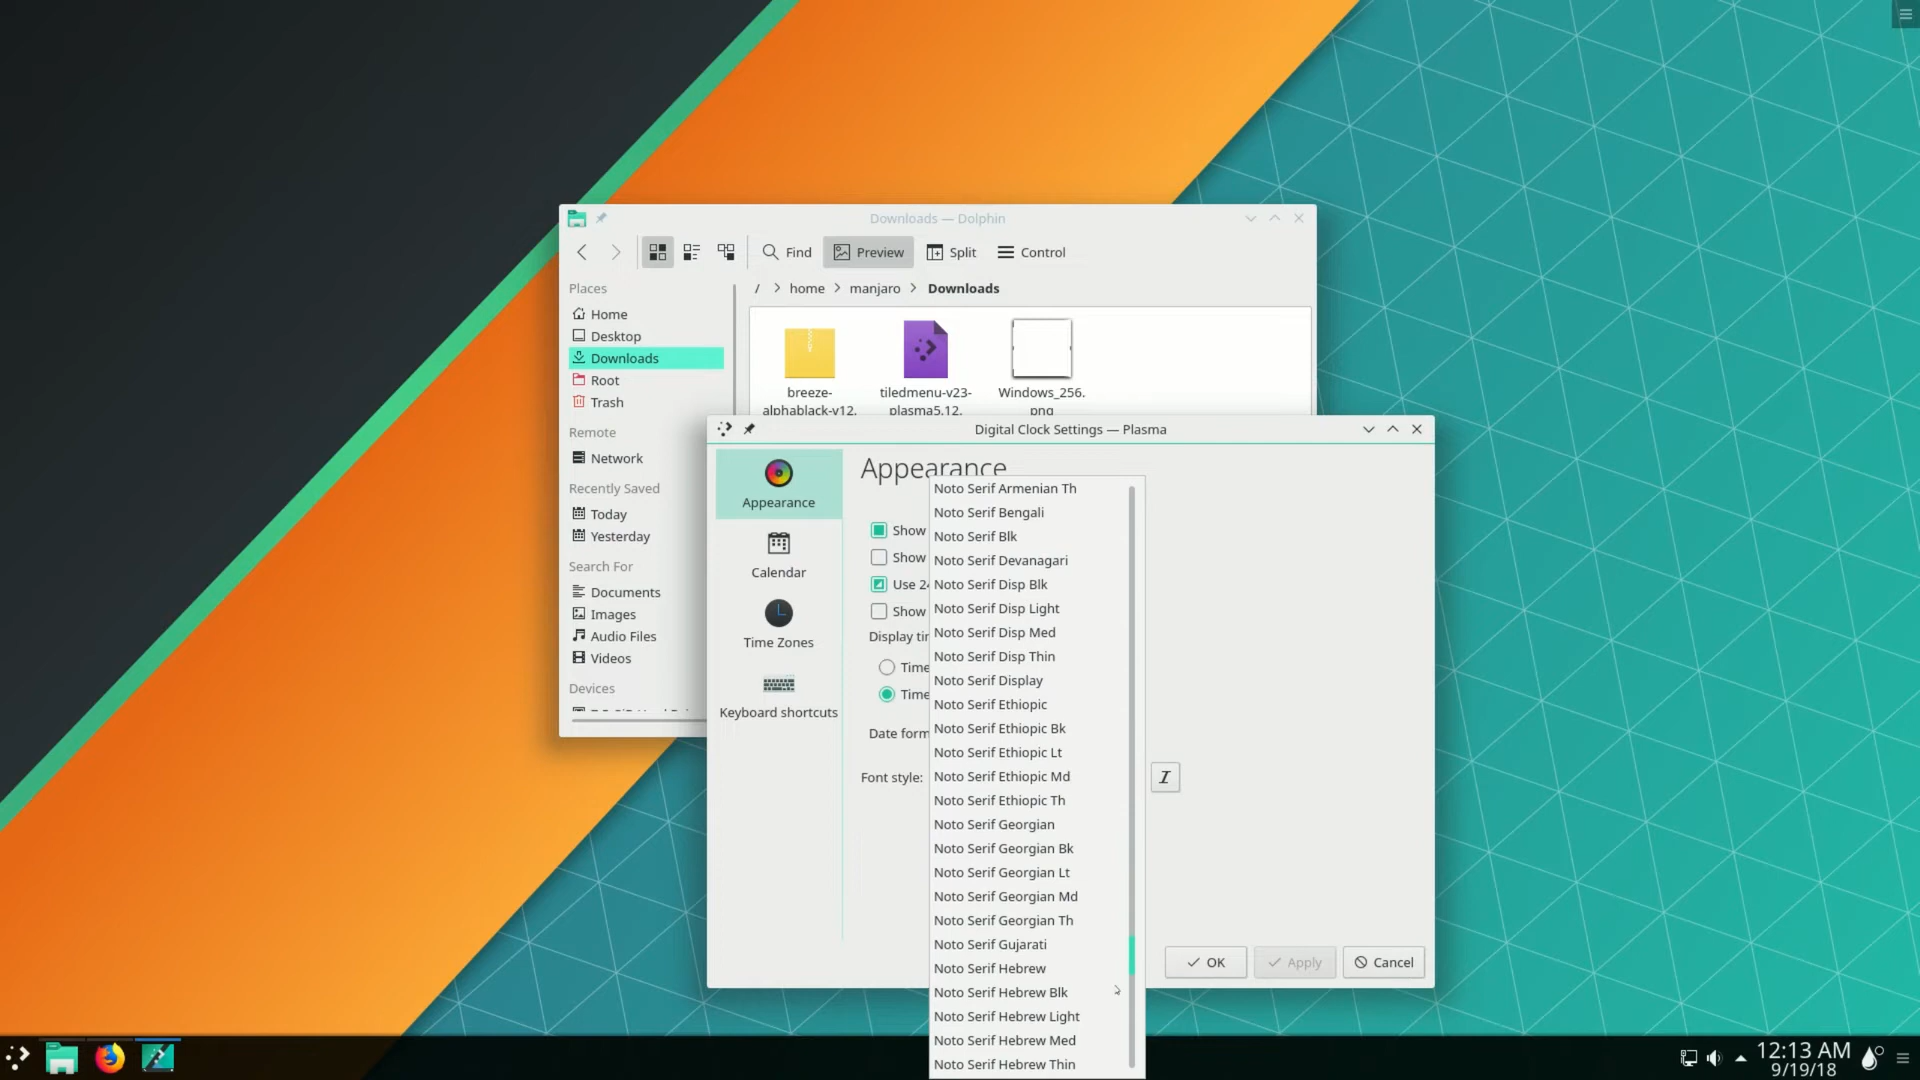 Downloads — Dolphin
Find
Preview
Split
Control
Places
Home
Desktop
Downloads
Root
Trash
Remote
Network
Recently Saved
Today
Yesterday
Search For
Documents
Images
Audio Files
Videos
Devices
/ > home > manjaro > Downloads
breeze-
alphablack-v12.
tiledmenu-v23-
plasma5.12.
Windows_256.
png
Digital Clock Settings — Plasma
Appearance
Calendar
Time Zones
Keyboard shortcuts
Appearance
Show
Show
Use 24
Show
Display tim
Time
Time
Date form
Font style:
Noto Serif Armenian Th
Noto Serif Bengali
Noto Serif Blk
Noto Serif Devanagari
Noto Serif Disp Blk
Noto Serif Disp Light
Noto Serif Disp Med
Noto Serif Disp Thin
Noto Serif Display
Noto Serif Ethiopic
Noto Serif Ethiopic Bk
Noto Serif Ethiopic Lt
Noto Serif Ethiopic Md
Noto Serif Ethiopic Th
Noto Serif Georgian
Noto Serif Georgian Bk
Noto Serif Georgian Lt
Noto Serif Georgian Md
Noto Serif Georgian Th
Noto Serif Gujarati
Noto Serif Hebrew
Noto Serif Hebrew Blk
Noto Serif Hebrew Light
Noto Serif Hebrew Med
Noto Serif Hebrew Thin
I
OK
Apply
Cancel
12:13 AM
9/19/18